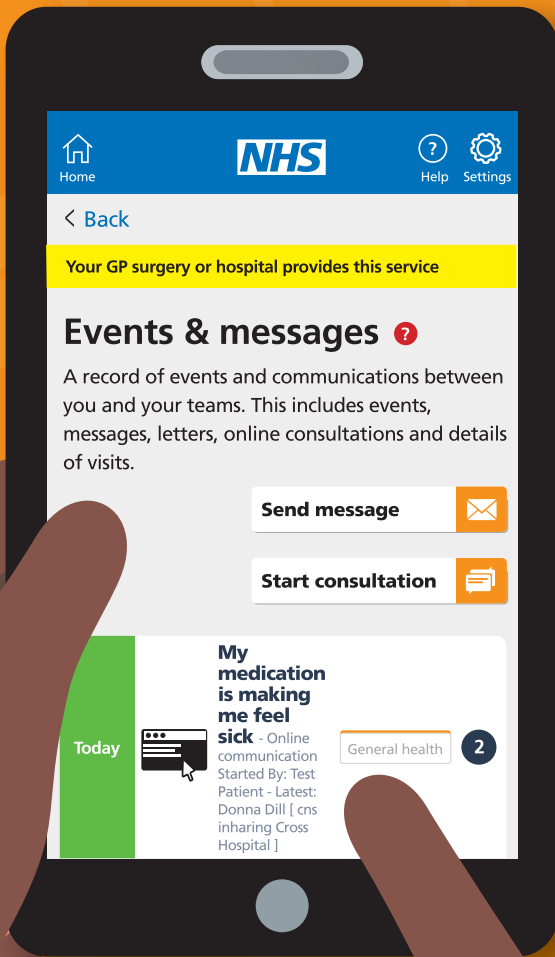 Home
NHS
?
Help
Settings
< Back
Your GP surgery or hospital provides this service
Events & messages ?
A record of events and communications between
you and your teams. This includes events,
messages, letters, online consultations and details
of visits.
Send message
Start consultation
Today
My
medication
is making
me feel
sick - Online
communication
Started By: Test
Patient - Latest:
Donna Dill [ cns
inharing Cross
Hospital ]
General health
2